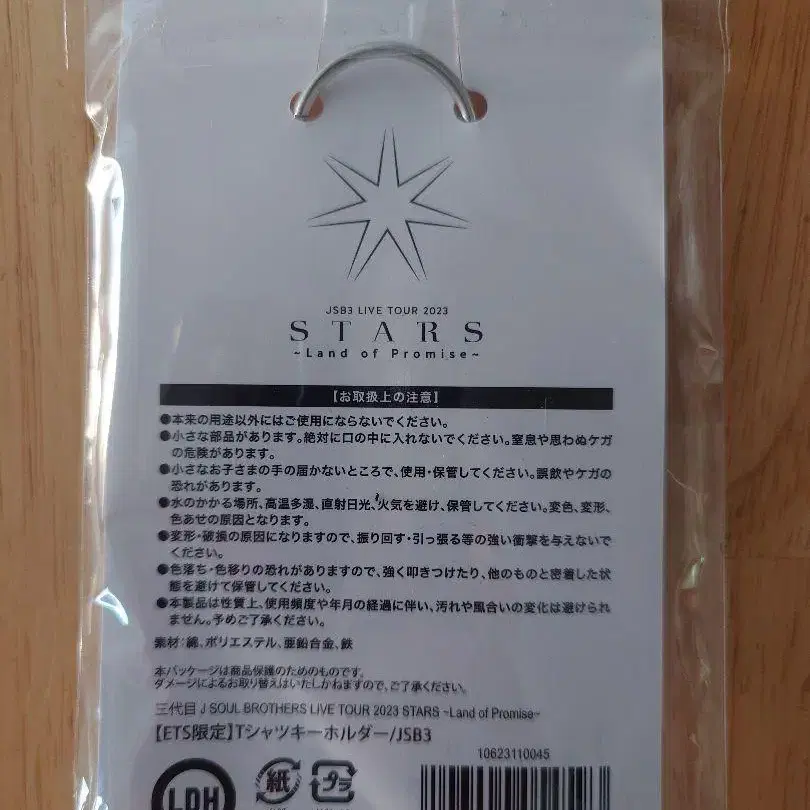 JSB3 LIVE TOUR 2023
STARS
~Land of Promise~
【お取扱上の注意】
●本来の用途以外にはご使用にならないでください。
●小さな部品があります。絶対に口の中に入れないでください。窒息や思わぬケガ
の危険があります。
●小さなお子さまの手の届かないところで、使用・保管してください。誤飲やケガの
恐れがあります。
●水のかかる場所、高温多湿、直射日光、火気を避け、保管してください。変色、変形、
色あせの原因となります。
●変形・破損の原因になりますので、振り回す・引っ張る等の強い衝撃を与えないで
ください。
●色落ち・色移りの恐れがありますので、強く叩きつけたり、他のものと密着した状
態を避けて保管してください。
●本製品は性質上、使用頻度や年月の経過に伴い、汚れや風合いの変化は避けられ
ません。予めご了承ください。
素材：綿、ポリエステル、亜鉛合金、鉄
本パッケージは商品保護のためのものです。
ダメージによるお取り替えはいたしかねますので、ご了承ください。
三代目 J SOUL BROTHERS LIVE TOUR 2023 STARS ~Land of Promise~
【ETS限定】Tシャツキーホルダー/JSB3
10623110045
LDH
紙
プラ